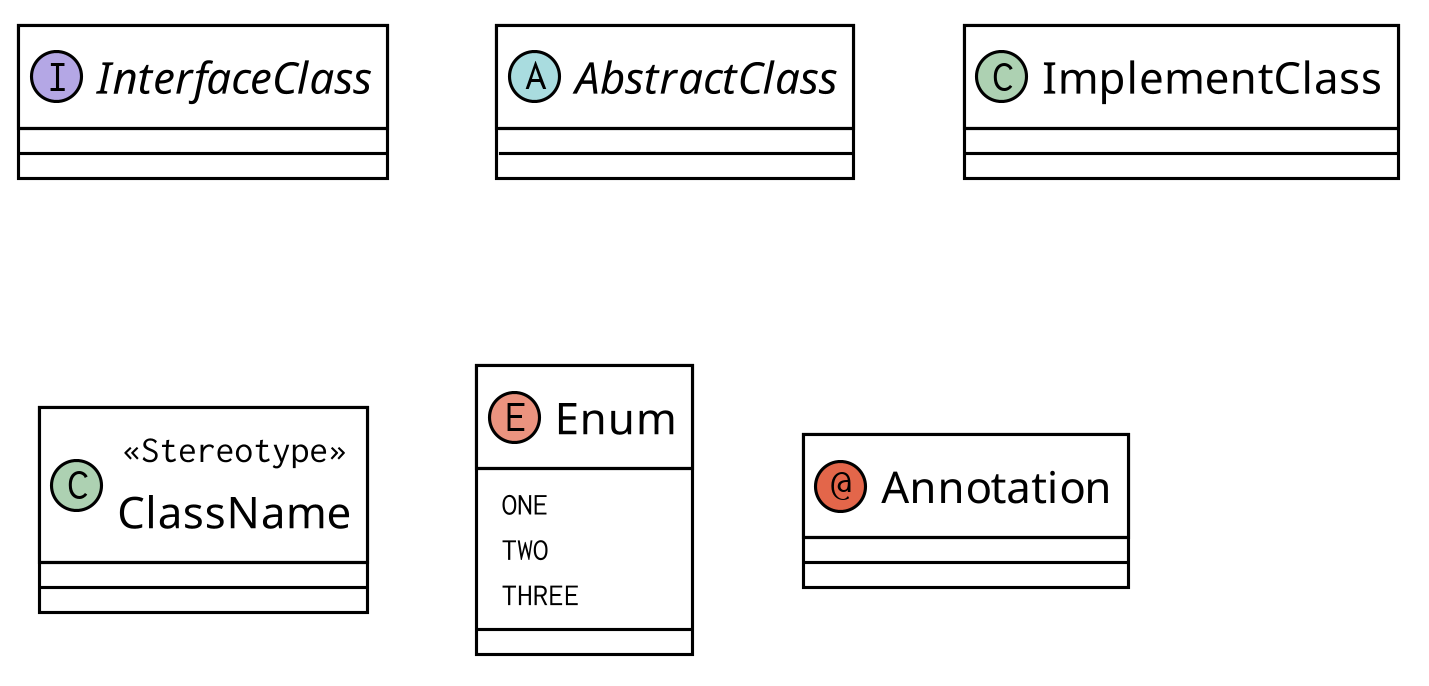 I InterfaceClass
A AbstractClass
C ImplementClass
«Stereotype»
C ClassName
E Enum
ONE
TWO
THREE
@ Annotation